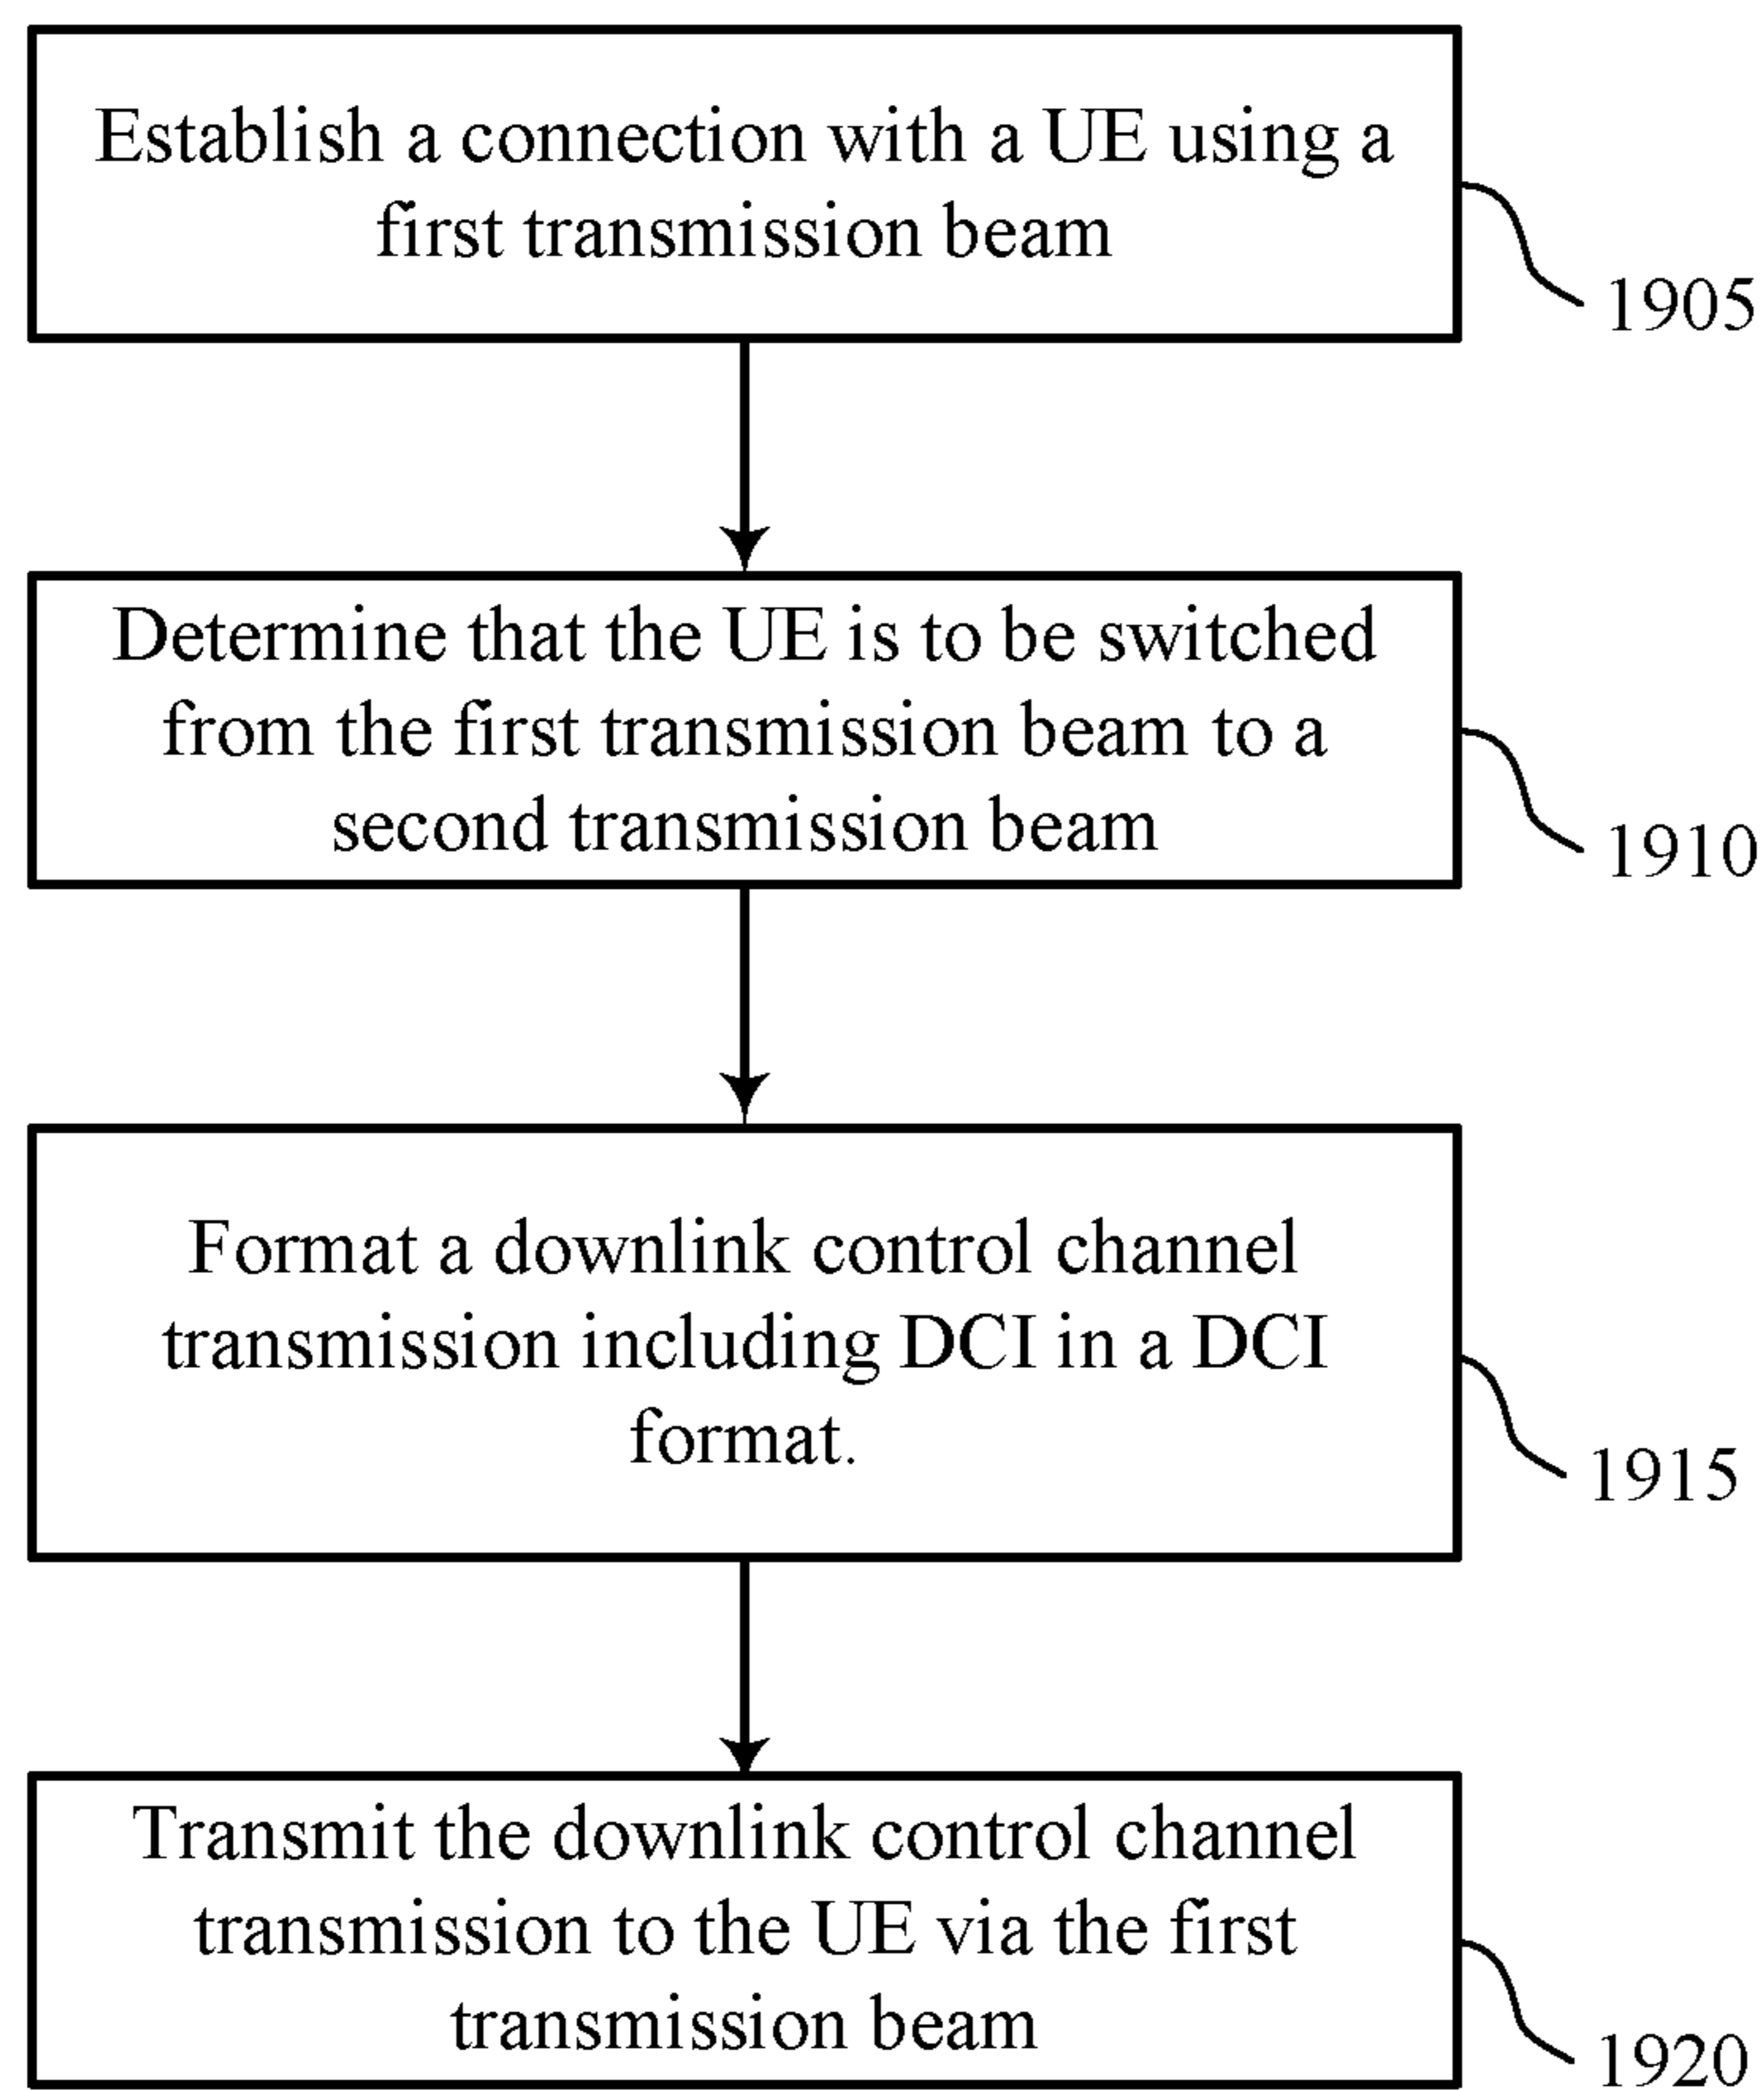 Establish a connection with a UE using a
first transmission beam
1905
Determine that the UE is to be switched
from the first transmission beam to a
second transmission beam
1910
Format a downlink control channel
transmission including DCI in a DCI
format.
1915
Transmit the downlink control channel
transmission to the UE via the first
transmission beam
1920